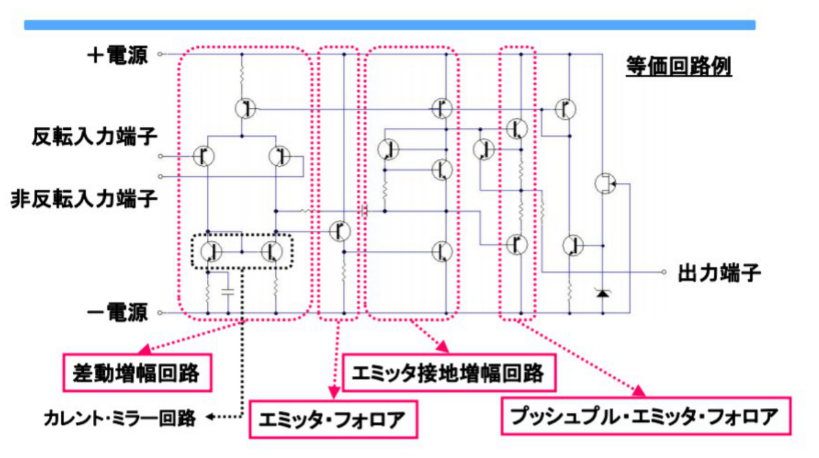 ＋電源
等価回路例
反転入力端子
非反転入力端子
出力端子
－電源
差動増幅回路
エミッタ接地増幅回路
カレント・ミラー回路
エミッタ・フォロア
プッシュプル・エミッタ・フォロア